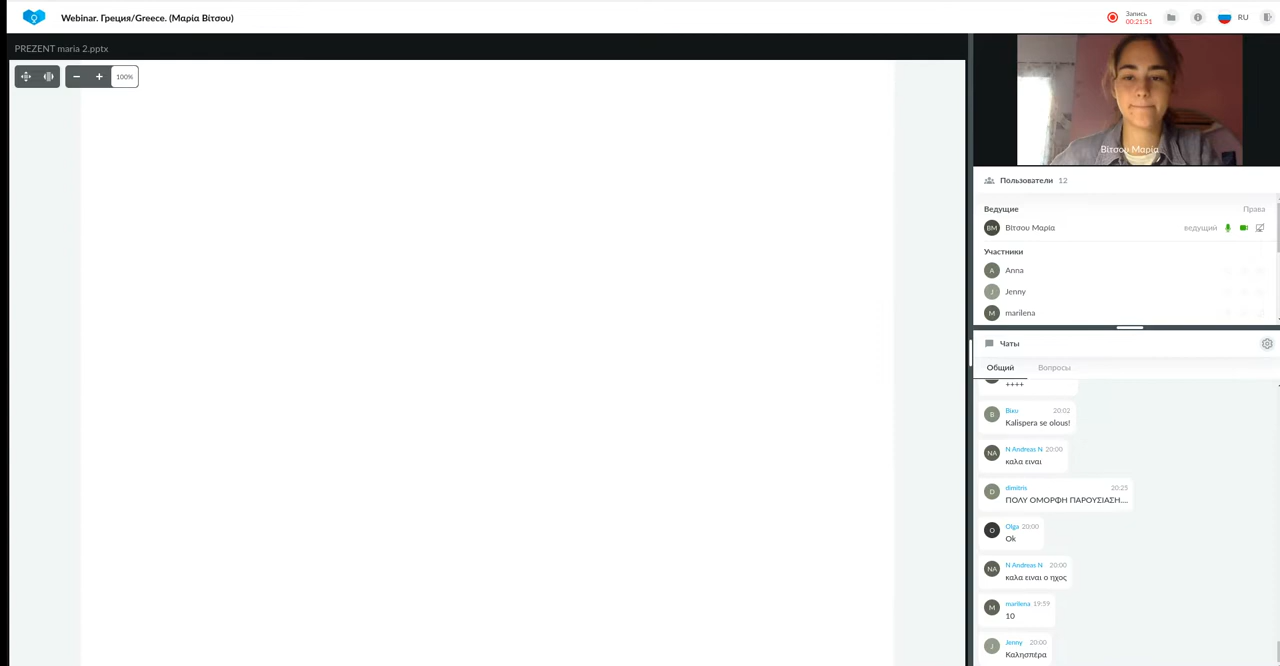 Webinar. Греция/Greece. (Μαρία Βίτσου)
Запись
00:21:51
RU
PREZENT maria 2.pptx
100%
Βίτσου Μαρία
Пользователи 12
Ведущие Права
ΒΜ Βίτσου Μαρία ведущий
Участники
A Anna
J Jenny
M marilena
Чаты
Общий Вопросы
++++
B Bixu 20:02
Kalispera se olous!
NA N Andreas N 20:00
καλα ειναι
D dimitris 20:25
ΠΟΛΥ ΟΜΟΡΦΗ ΠΑΡΟΥΣΙΑΣΗ....
O Olga 20:00
Ok
NA N Andreas N 20:00
καλα ειναι ο ηχος
M marilena 19:59
10
J Jenny 20:00
Καλησπέρα